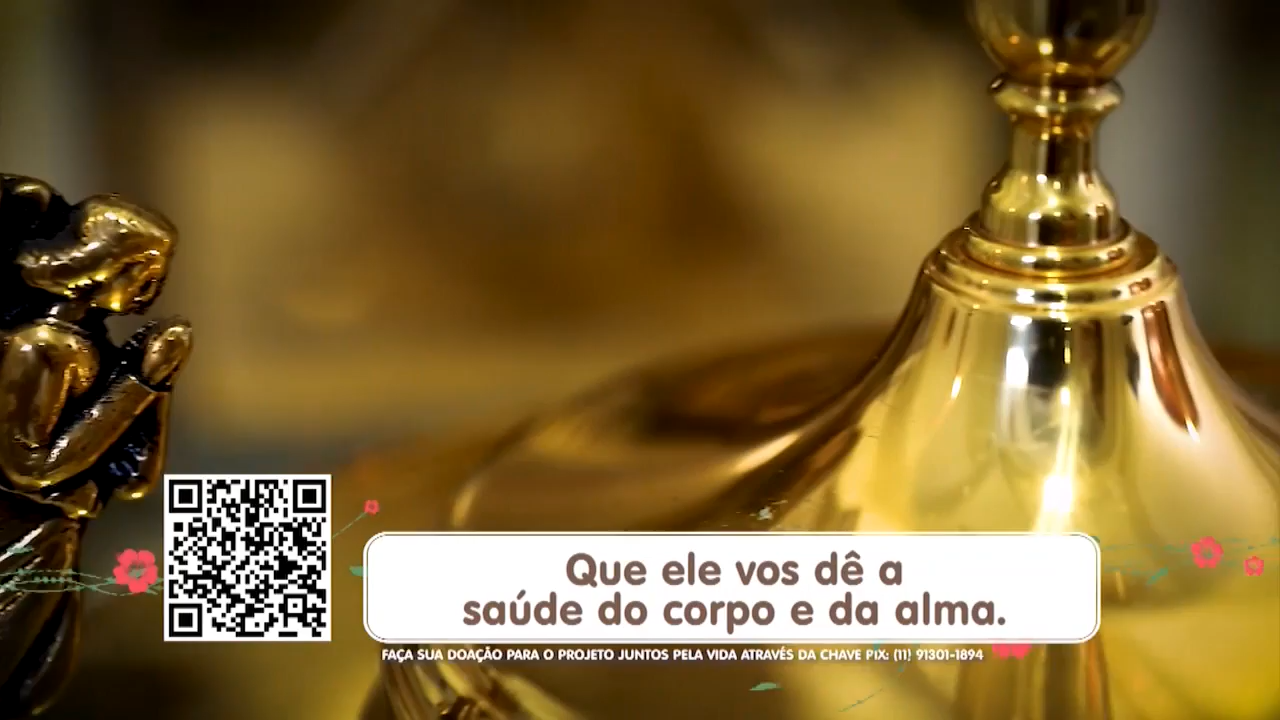 Que ele vos dê a
saúde do corpo e da alma.
FAÇA SUA DOAÇÃO PARA O PROJETO JUNTOS PELA VIDA ATRAVÉS DA CHAVE PIX: (11) 91301-1894